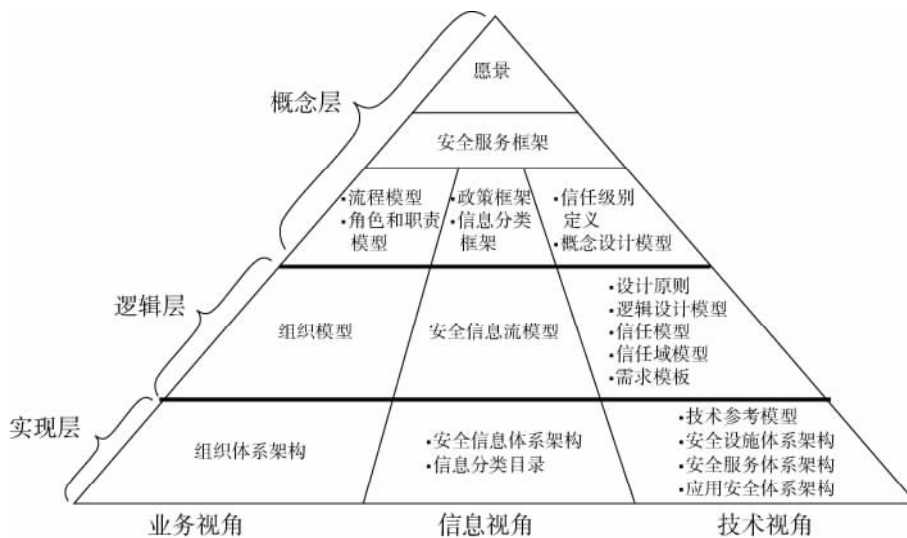 愿景
概念层
安全服务框架
▪流程模型
▪角色和职责
模型
▪政策框架
▪信息分类
框架
▪信任级别
定义
▪概念设计模型
逻辑层
组织模型
安全信息流模型
▪设计原则
▪逻辑设计模型
▪信任模型
▪信任域模型
▪需求模板
实现层
组织体系架构
▪安全信息体系架构
▪信息分类目录
▪技术参考模型
▪安全设施体系架构
▪安全服务体系架构
▪应用安全体系架构
业务视角
信息视角
技术视角